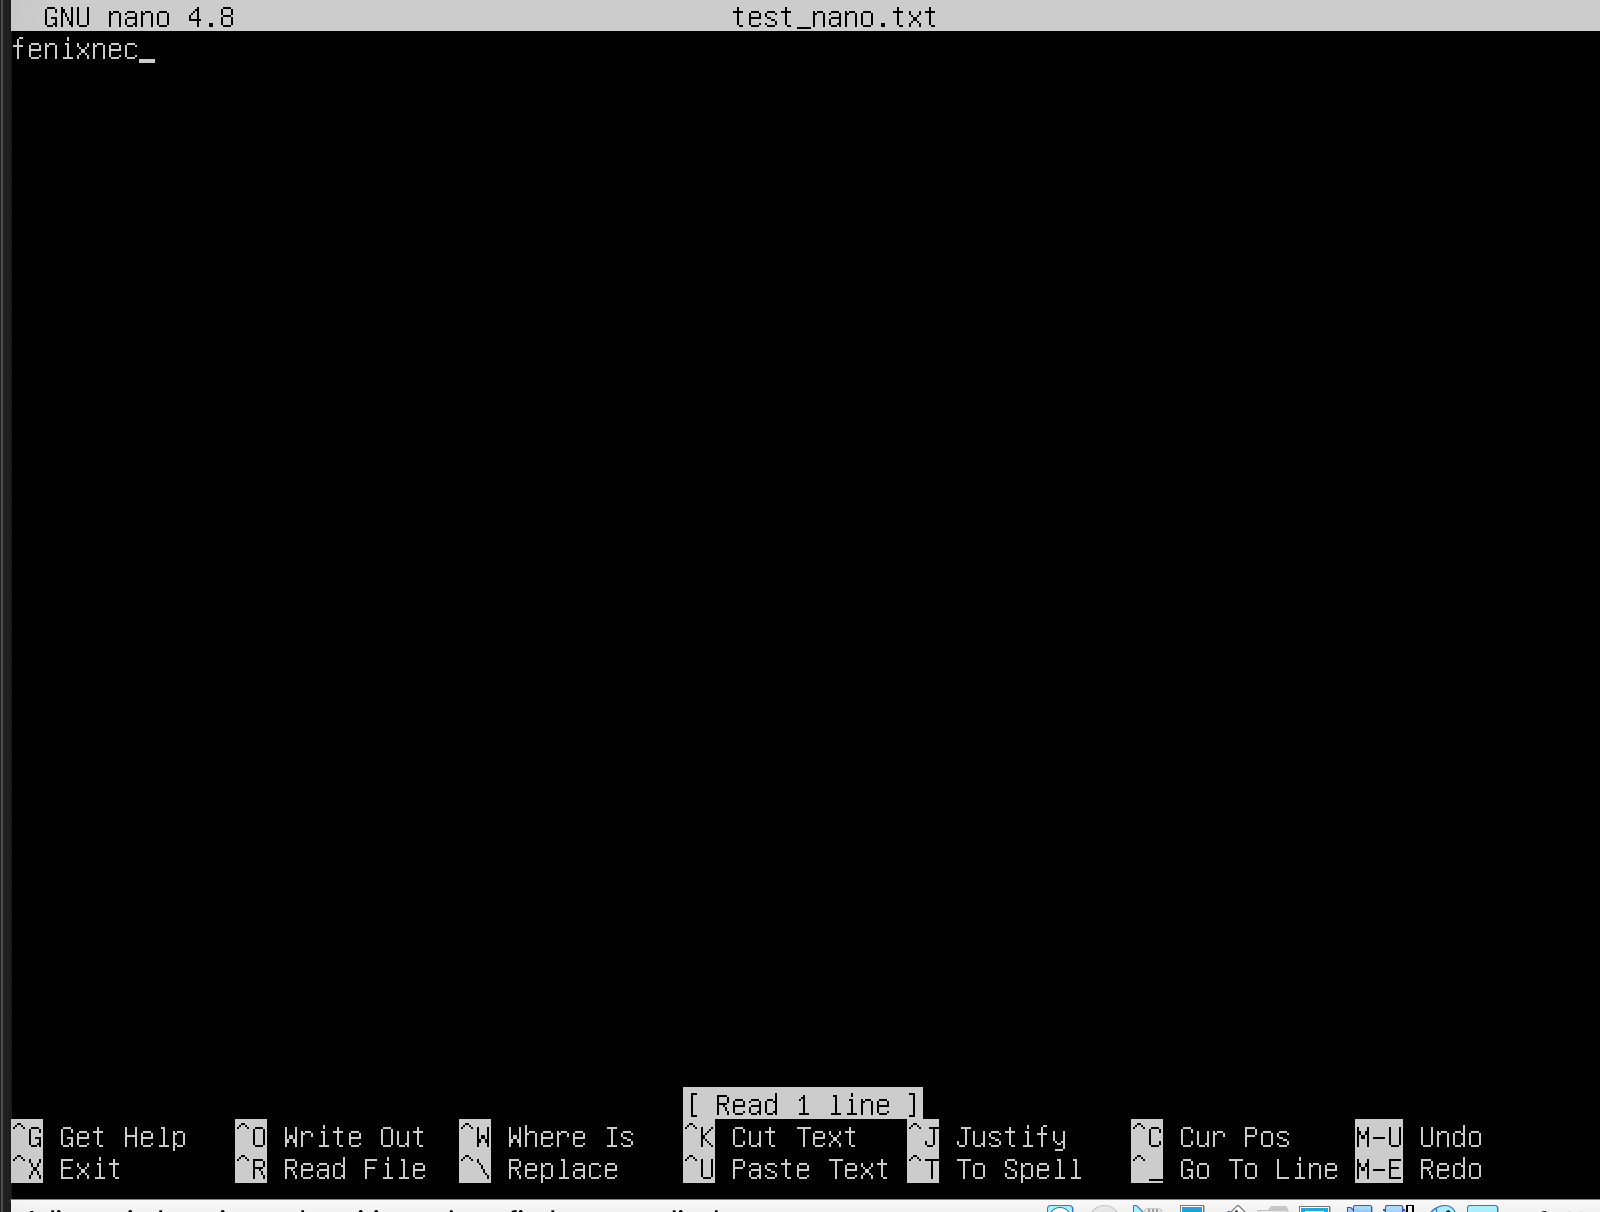 GNU nano 4.8 test_nano.txt
fenixnec_
[ Read 1 line ]
^G Get Help ^O Write Out ^W Where Is ^K Cut Text ^J Justify ^C Cur Pos M-U Undo
^X Exit ^R Read File ^\ Replace ^U Paste Text ^T To Spell ^_ Go To Line M-E Redo